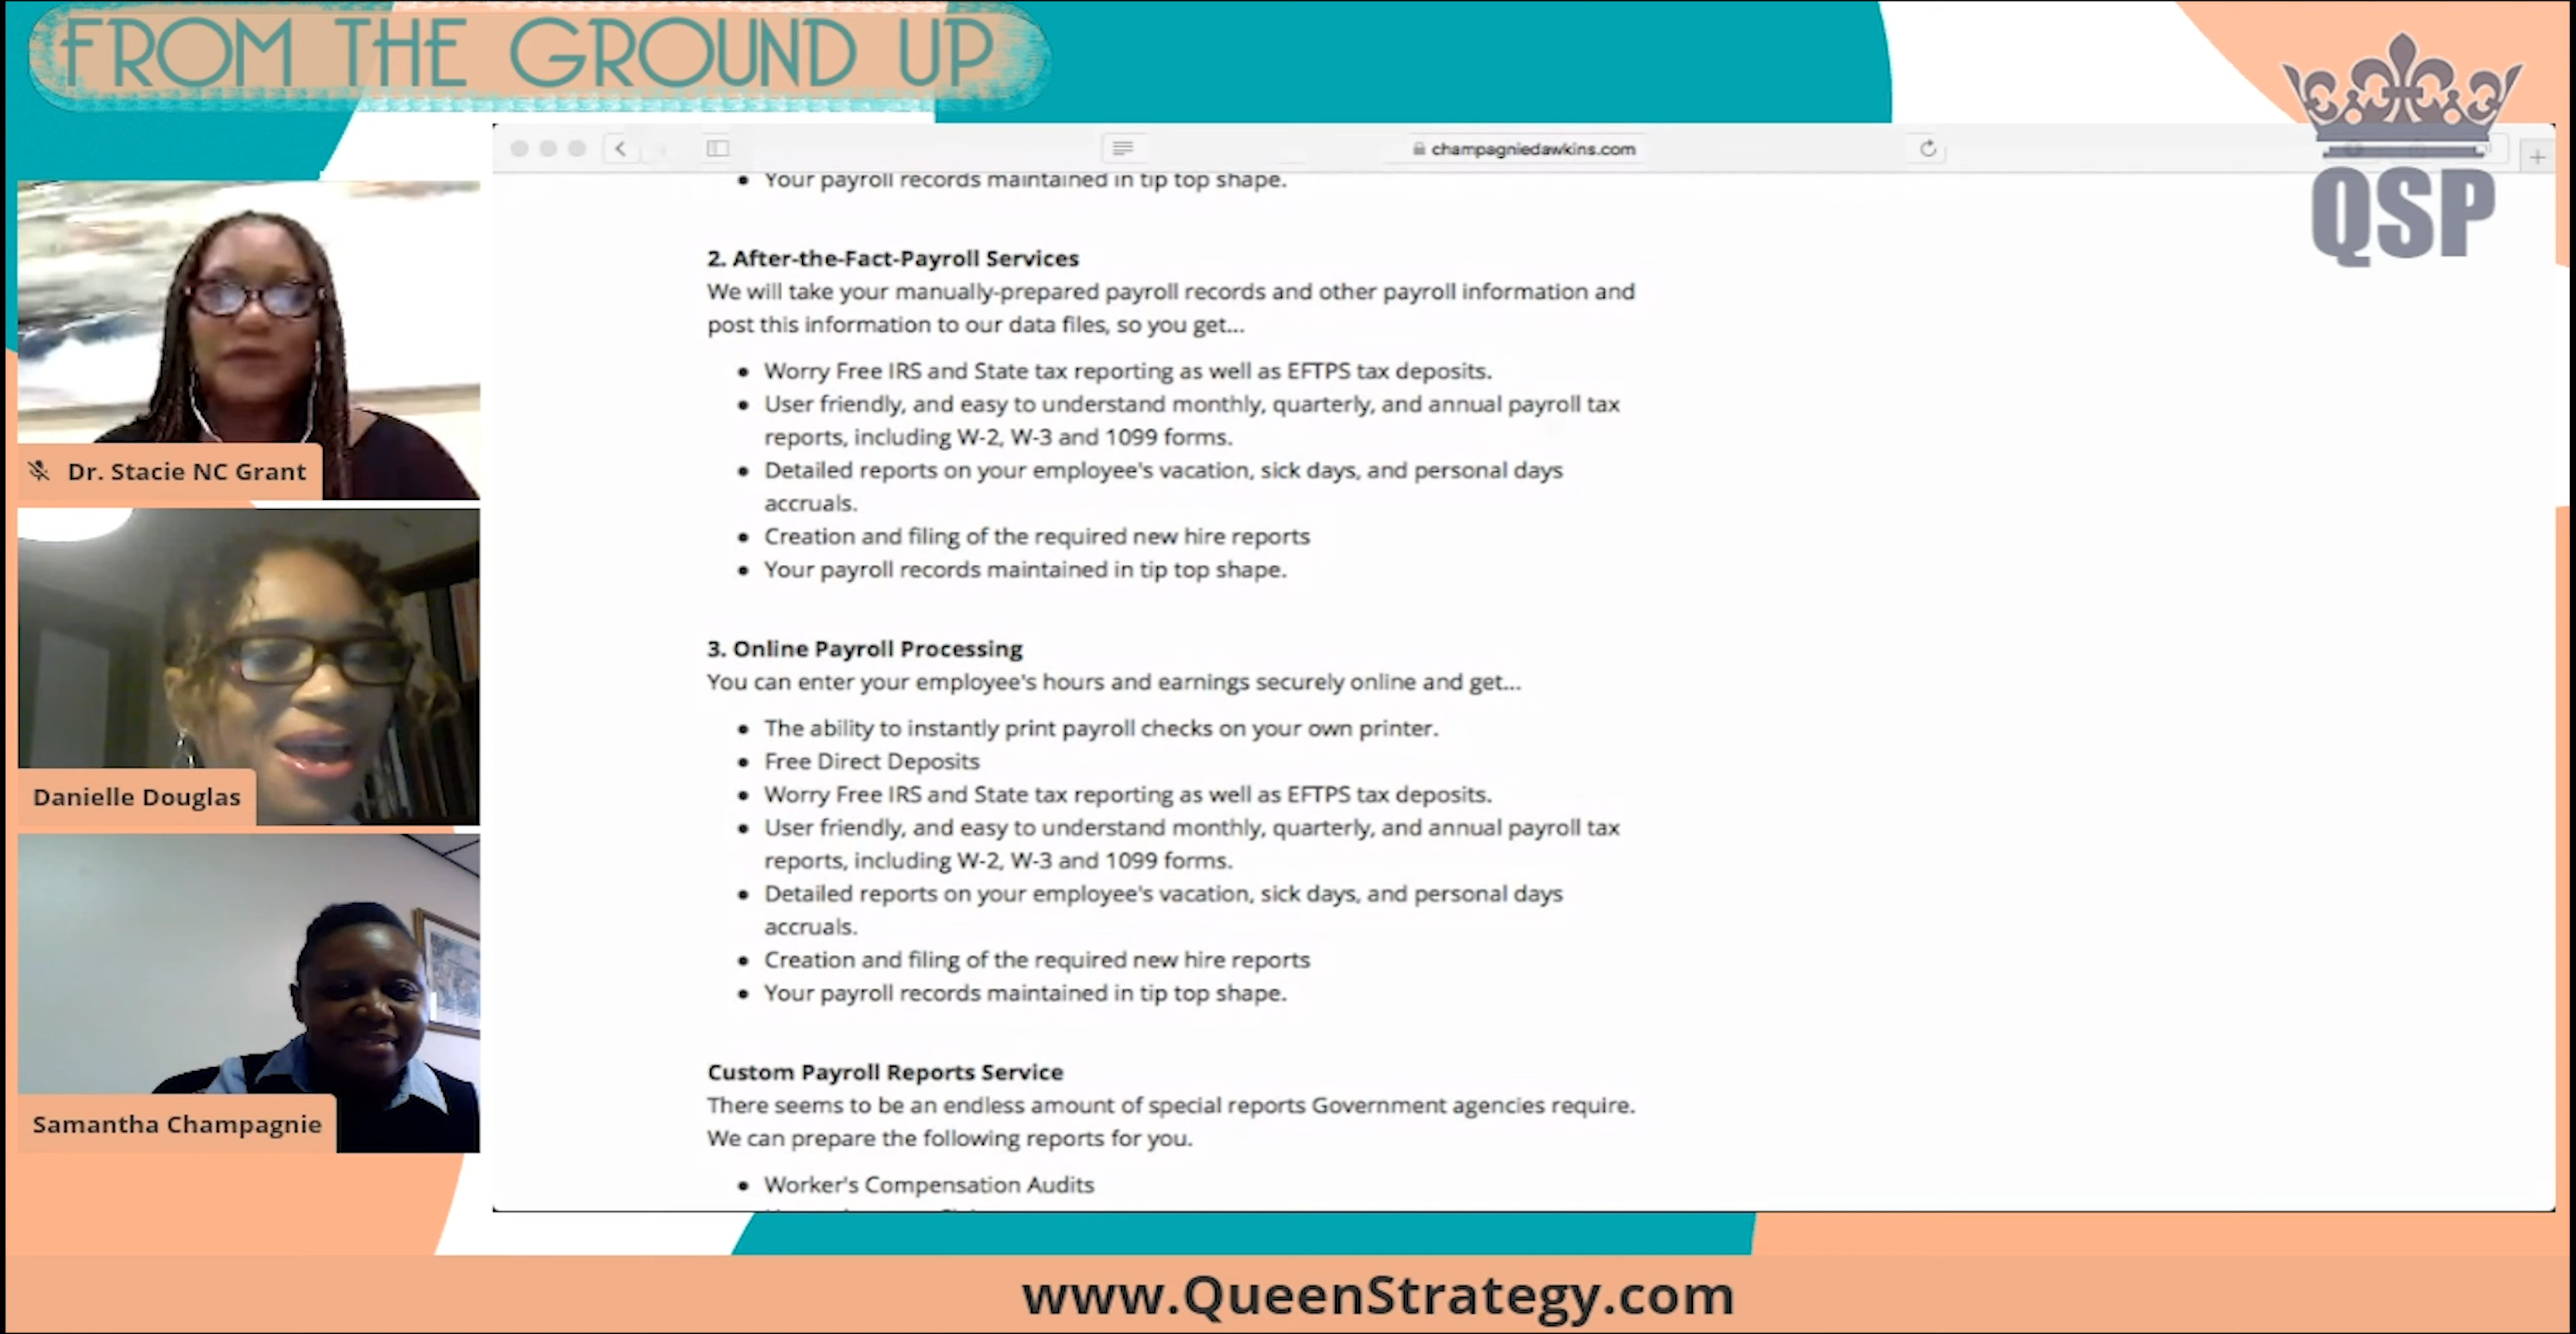 FROM THE GROUND UP
QSP
champagniedawkins.com
• Your payroll records maintained in tip top shape.
2. After-the-Fact-Payroll Services
We will take your manually-prepared payroll records and other payroll information and
post this information to our data files, so you get...
• Worry Free IRS and State tax reporting as well as EFTPS tax deposits.
• User friendly, and easy to understand monthly, quarterly, and annual payroll tax
reports, including W-2, W-3 and 1099 forms.
• Detailed reports on your employee's vacation, sick days, and personal days
accruals.
• Creation and filing of the required new hire reports
• Your payroll records maintained in tip top shape.
3. Online Payroll Processing
You can enter your employee's hours and earnings securely online and get...
• The ability to instantly print payroll checks on your own printer.
• Free Direct Deposits
• Worry Free IRS and State tax reporting as well as EFTPS tax deposits.
• User friendly, and easy to understand monthly, quarterly, and annual payroll tax
reports, including W-2, W-3 and 1099 forms.
• Detailed reports on your employee's vacation, sick days, and personal days
accruals.
• Creation and filing of the required new hire reports
• Your payroll records maintained in tip top shape.
Custom Payroll Reports Service
There seems to be an endless amount of special reports Government agencies require.
We can prepare the following reports for you.
• Worker's Compensation Audits
Dr. Stacie NC Grant
Danielle Douglas
Samantha Champagnie
www.QueenStrategy.com